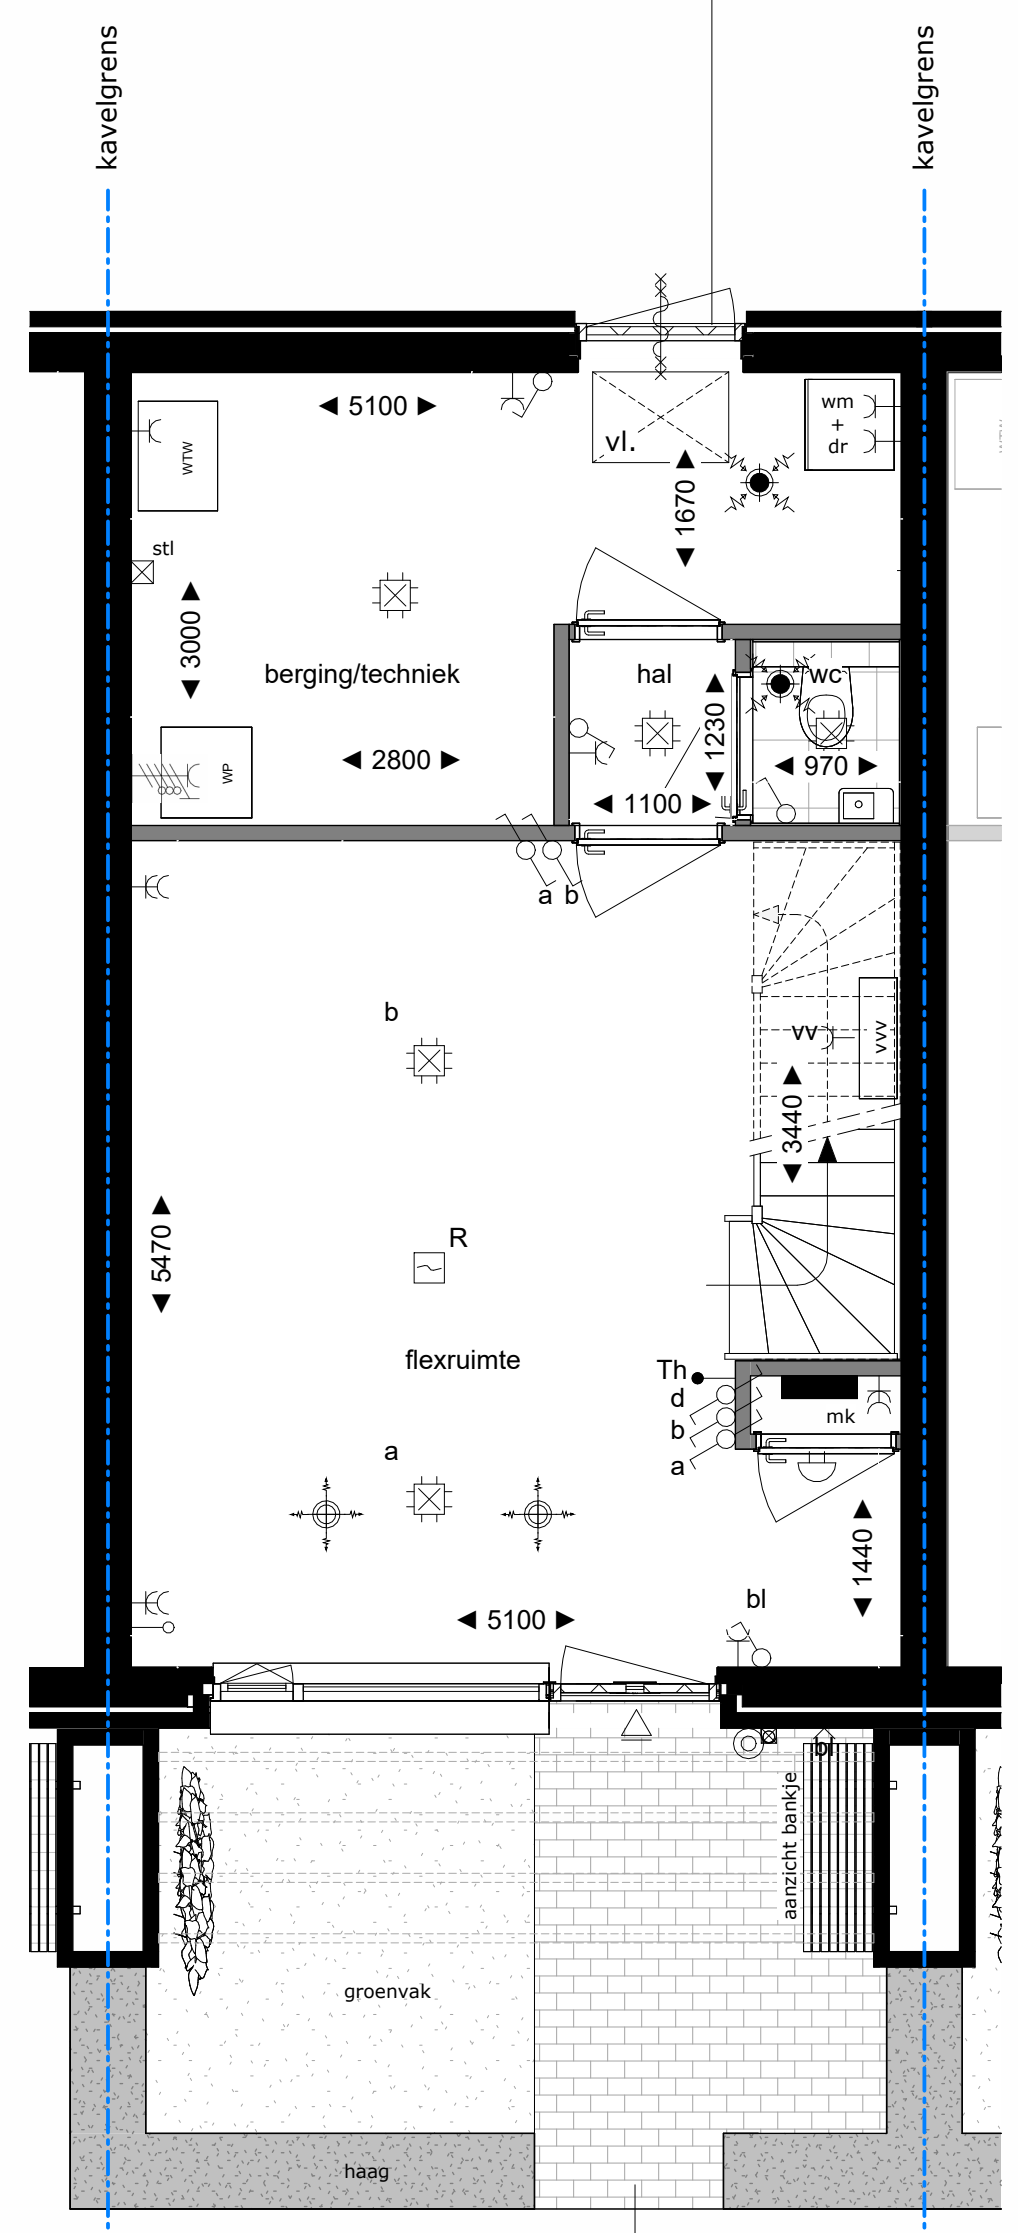 kavelgrens
kavelgrens
5100
wm
+
dr
WTW
vl.
1670
stl
3000
berging/techniek
hal
wc
1230
WP
2800
970
1100
a b
b
vv
vvv
3440
R
5470
flexruimte
Th
d
b
a
mk
a
1440
bl
5100
bl
aanzicht bankje
groenvak
haag